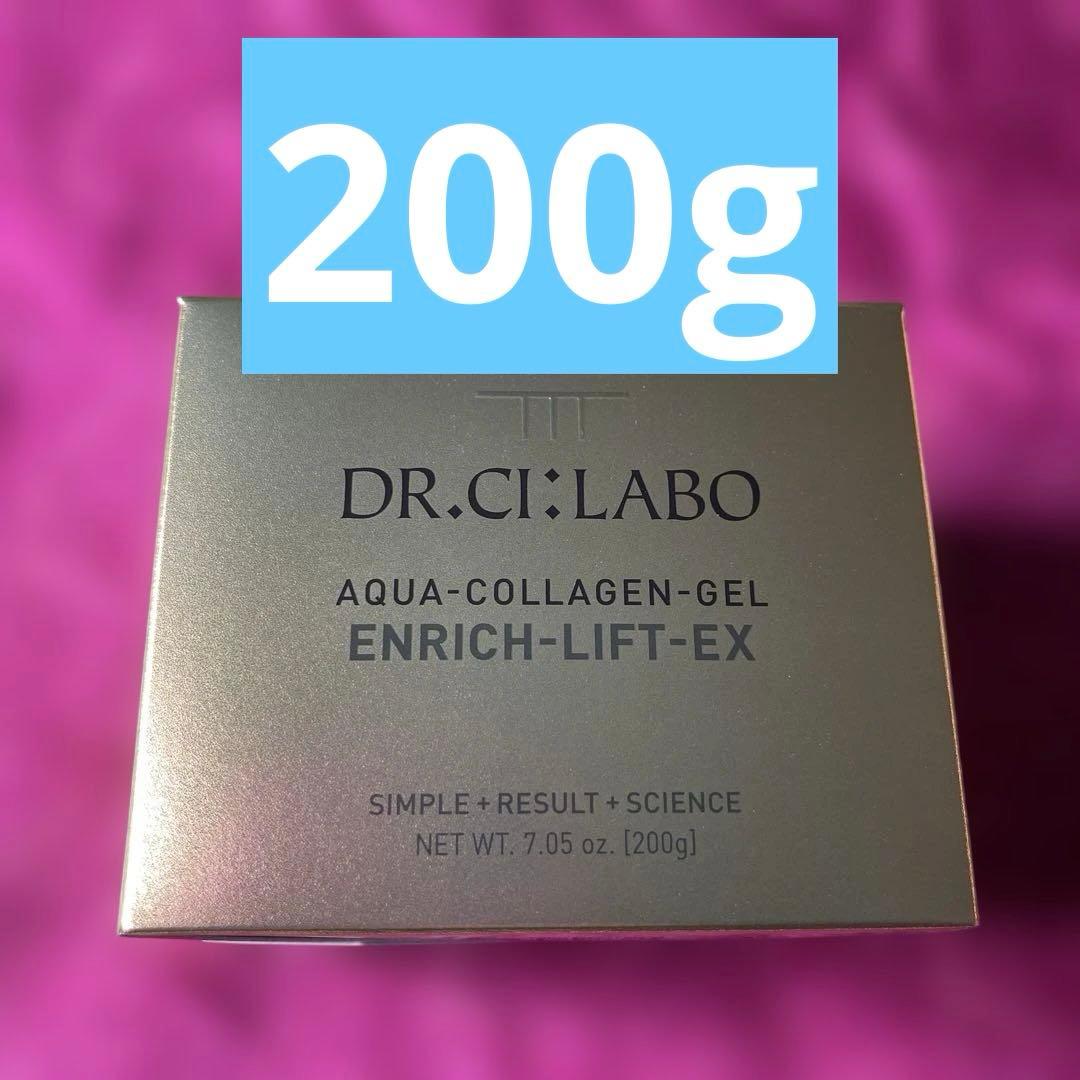 200g
DR.CI:LABO
AQUA-COLLAGEN-GEL
ENRICH-LIFT-EX
SIMPLE + RESULT + SCIENCE
NET WT. 7.05 oz. [200g]